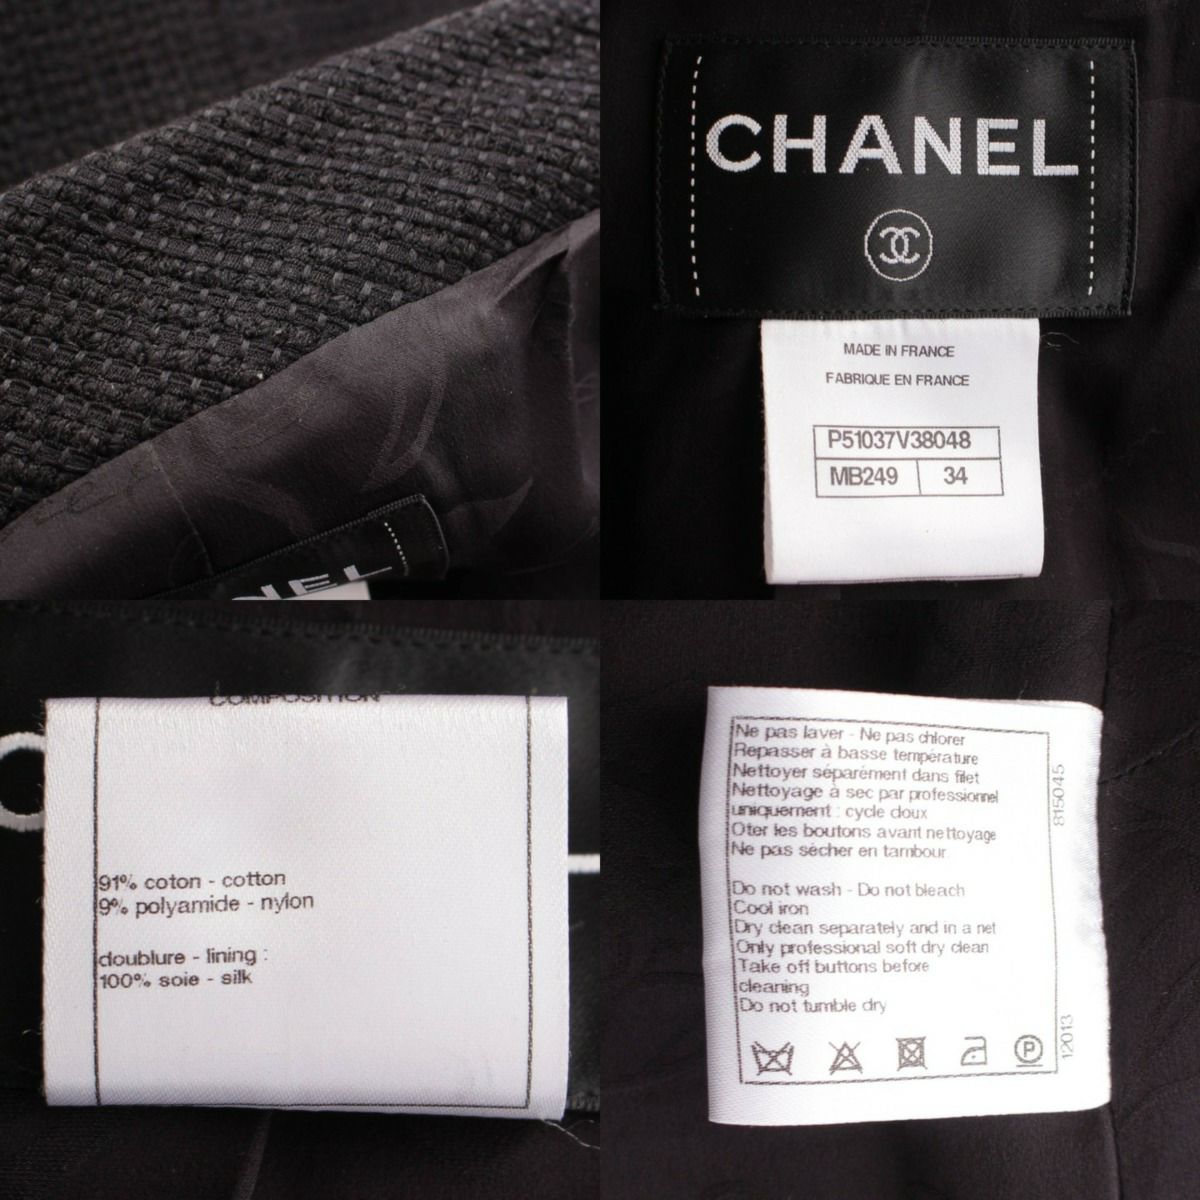 NEL
CHANEL
MADE IN FRANCE
FABRIQUE EN FRANCE
P51037V38048
MB249 34
COMPOSITION
91% coton - cotton
9% polyamide - nylon
doublure - lining :
100% soie - silk
Ne pas laver - Ne pas chlorer
Repasser à basse température
Nettoyer séparément dans filet
Nettoyage à sec par professionnel
uniquement : cycle doux
Oter les boutons avant nettoyage
Ne pas sécher en tambour
Do not wash - Do not bleach
Cool iron
Dry clean separately and in a net
Only professional soft dry clean
Take off buttons before
cleaning
Do not tumble dry
P
815045
12013